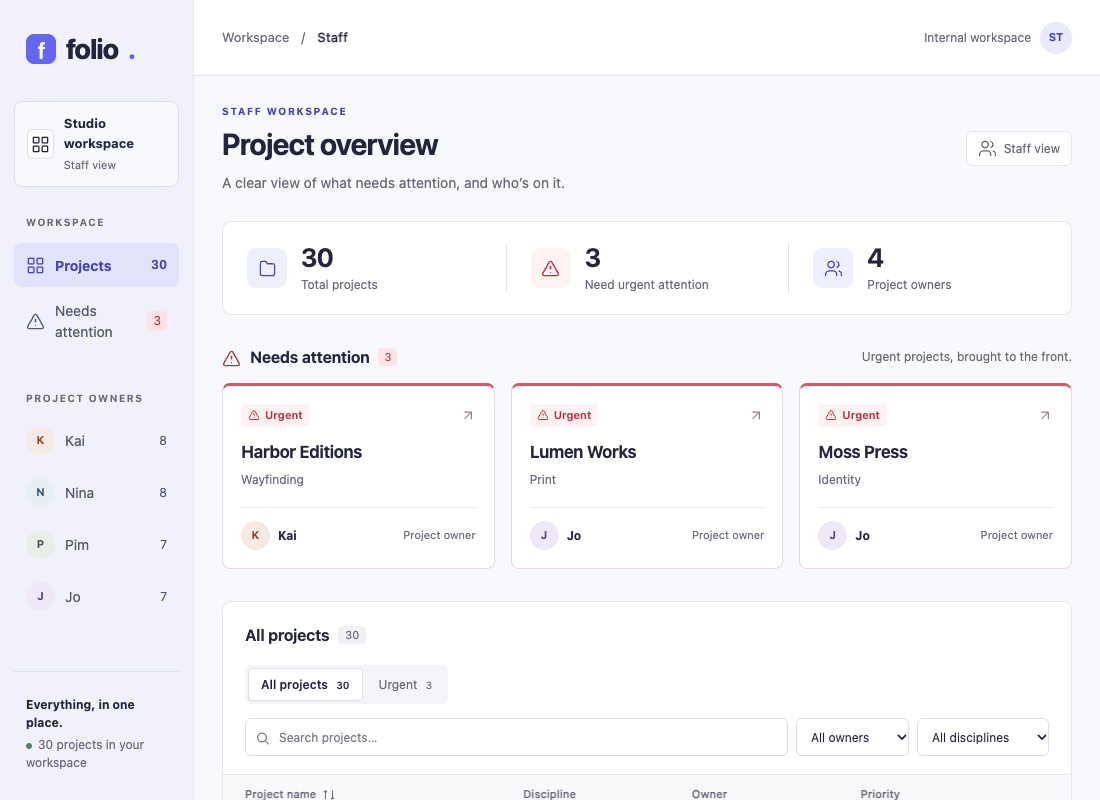 f folio .
Studio
workspace
Staff view
WORKSPACE
Projects 30
Needs
attention
3
PROJECT OWNERS
K Kai 8
N Nina 8
P Pim 7
J Jo 7
Everything, in one
place.
30 projects in your
workspace
Workspace / Staff
Internal workspace ST
STAFF WORKSPACE
Project overview
Staff view
A clear view of what needs attention, and who’s on it.
30
Total projects
3
Need urgent attention
4
Project owners
Needs attention 3
Urgent projects, brought to the front.
Urgent
Harbor Editions
Wayfinding
K Kai Project owner
Urgent
Lumen Works
Print
J Jo Project owner
Urgent
Moss Press
Identity
J Jo Project owner
All projects 30
All projects 30 Urgent 3
Search projects...
All owners
All disciplines
Project name ↑↓ Discipline Owner Priority